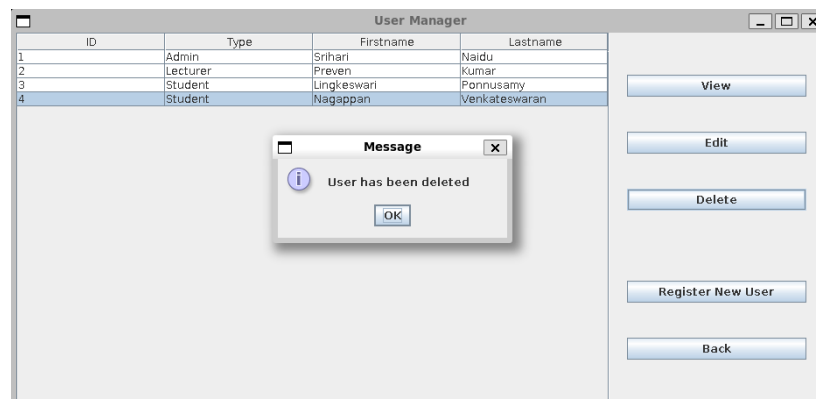 User Manager
ID Type Firstname Lastname
1 Admin Srihari Naidu
2 Lecturer Preven Kumar
3 Student Lingkeswari Ponnusamy
4 Student Nagappan Venkateswaran
View
Edit
Delete
Register New User
Back
Message
User has been deleted
OK